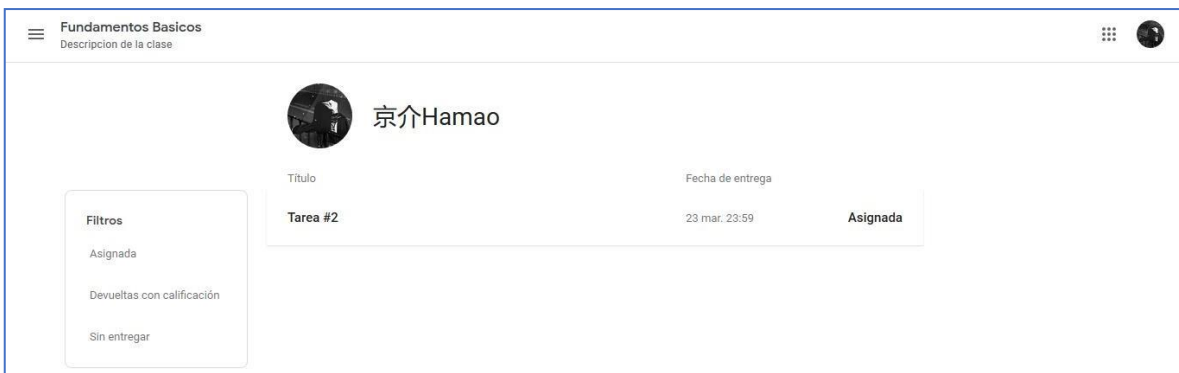 Fundamentos Basicos
Descripcion de la clase
京介Hamao
Título Fecha de entrega
Tarea #2 23 mar. 23:59 Asignada
Filtros
Asignada
Devueltas con calificación
Sin entregar